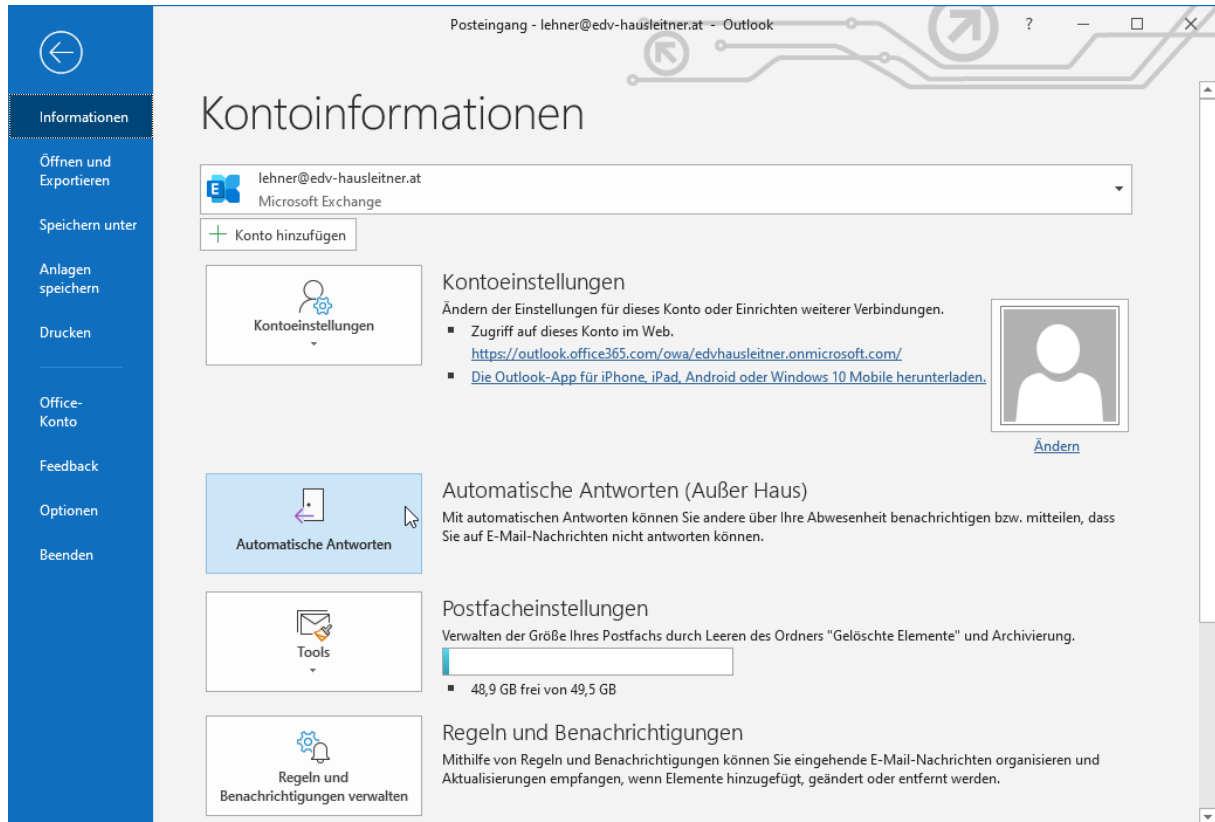 Posteingang - lehner@edv-hausleitner.at - Outlook
?
Informationen
Öffnen und
Exportieren
Speichern unter
Anlagen
speichern
Drucken
Office-
Konto
Feedback
Optionen
Beenden
Kontoinformationen
E
lehner@edv-hausleitner.at
Microsoft Exchange
Konto hinzufügen
Kontoeinstellungen
Kontoeinstellungen
Ändern der Einstellungen für dieses Konto oder Einrichten weiterer Verbindungen.
Zugriff auf dieses Konto im Web.
https://outlook.office365.com/owa/edvhausleitner.onmicrosoft.com/
Die Outlook-App für iPhone, iPad, Android oder Windows 10 Mobile herunterladen.
Ändern
Automatische Antworten
Automatische Antworten (Außer Haus)
Mit automatischen Antworten können Sie andere über Ihre Abwesenheit benachrichtigen bzw. mitteilen, dass
Sie auf E-Mail-Nachrichten nicht antworten können.
Tools
Postfacheinstellungen
Verwalten der Größe Ihres Postfachs durch Leeren des Ordners "Gelöschte Elemente" und Archivierung.
48,9 GB frei von 49,5 GB
Regeln und
Benachrichtigungen verwalten
Regeln und Benachrichtigungen
Mithilfe von Regeln und Benachrichtigungen können Sie eingehende E-Mail-Nachrichten organisieren und
Aktualisierungen empfangen, wenn Elemente hinzugefügt, geändert oder entfernt werden.